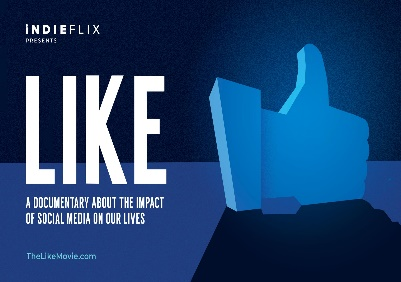 INDIEFLIX
PRESENTS
LIKE
A DOCUMENTARY ABOUT THE IMPACT
OF SOCIAL MEDIA ON OUR LIVES
TheLikeMovie.com